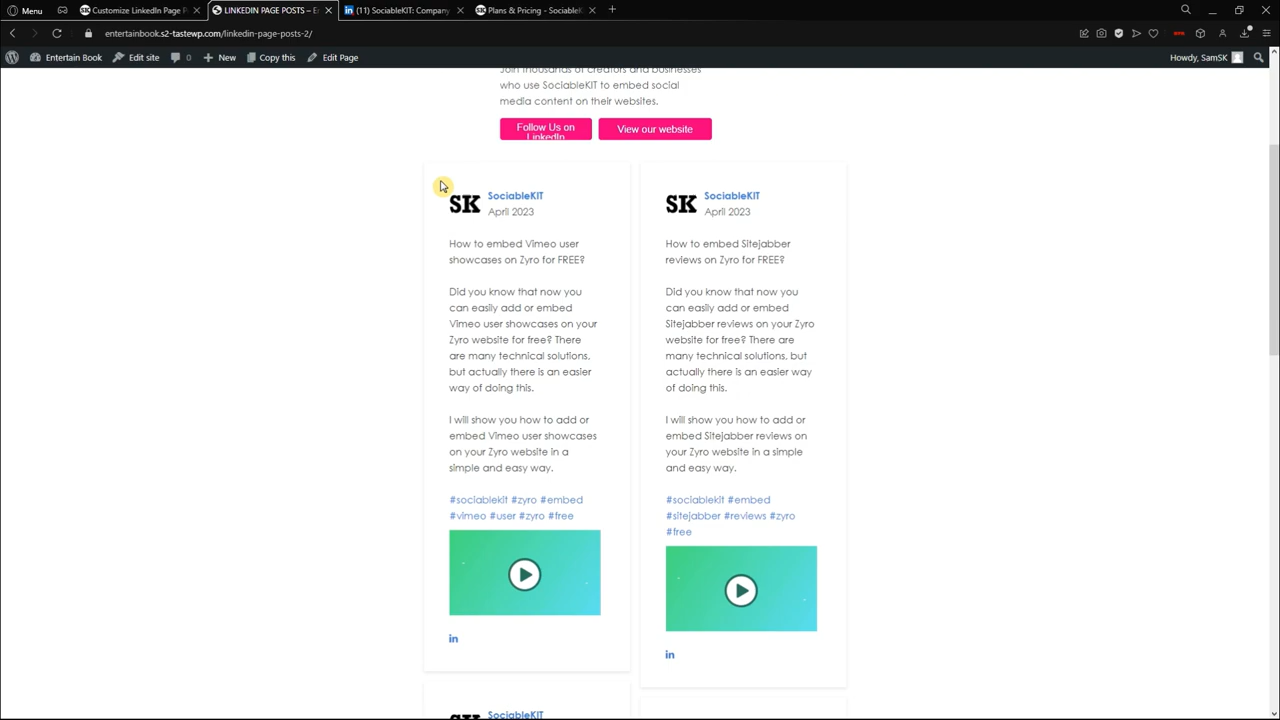 Menu
Customize LinkedIn Page P
LINKEDIN PAGE POSTS – E
(11) SociableKIT: Company
Plans & Pricing - SociableK
entertainbook.s2-tastewp.com/linkedin-page-posts-2/
Entertain Book
Edit site
0
New
Copy this
Edit Page
Howdy, SamSK
Join thousands of creators and businesses
who use SociableKIT to embed social
media content on their websites.
Follow Us on
LinkedIn
View our website
SK
SociableKIT
April 2023
How to embed Vimeo user
showcases on Zyro for FREE?
Did you know that now you
can easily add or embed
Vimeo user showcases on your
Zyro website for free? There
are many technical solutions,
but actually there is an easier
way of doing this.
I will show you how to add or
embed Vimeo user showcases
on your Zyro website in a
simple and easy way.
#sociablekit #zyro #embed
#vimeo #user #zyro #free
in
SK
SociableKIT
April 2023
How to embed Sitejabber
reviews on Zyro for FREE?
Did you know that now you
can easily add or embed
Sitejabber reviews on your Zyro
website for free? There are
many technical solutions, but
actually there is an easier way
of doing this.
I will show you how to add or
embed Sitejabber reviews on
your Zyro website in a simple
and easy way.
#sociablekit #embed
#sitejabber #reviews #zyro
#free
in
SK
SociableKIT
SK
SociableKIT